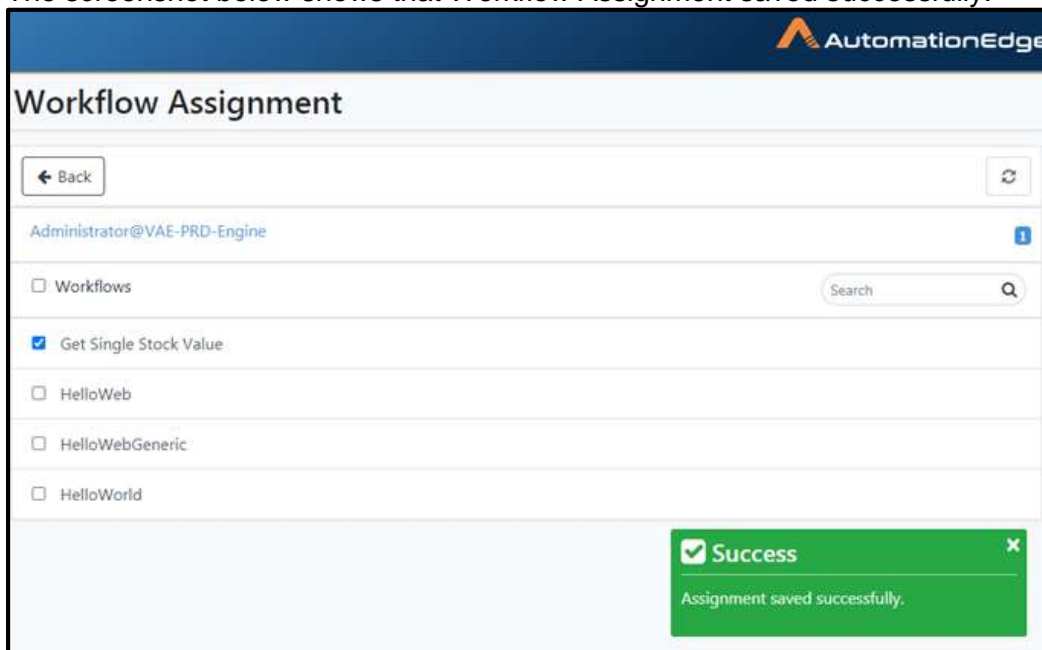 The screenshot below shows that Workflow Assignment saved successfully.
AutomationEdge
Workflow Assignment
Back
Administrator@VAE-PRD-Engine 1
Workflows Search
Get Single Stock Value
HelloWeb
HelloWebGeneric
HelloWorld
Success
Assignment saved successfully.